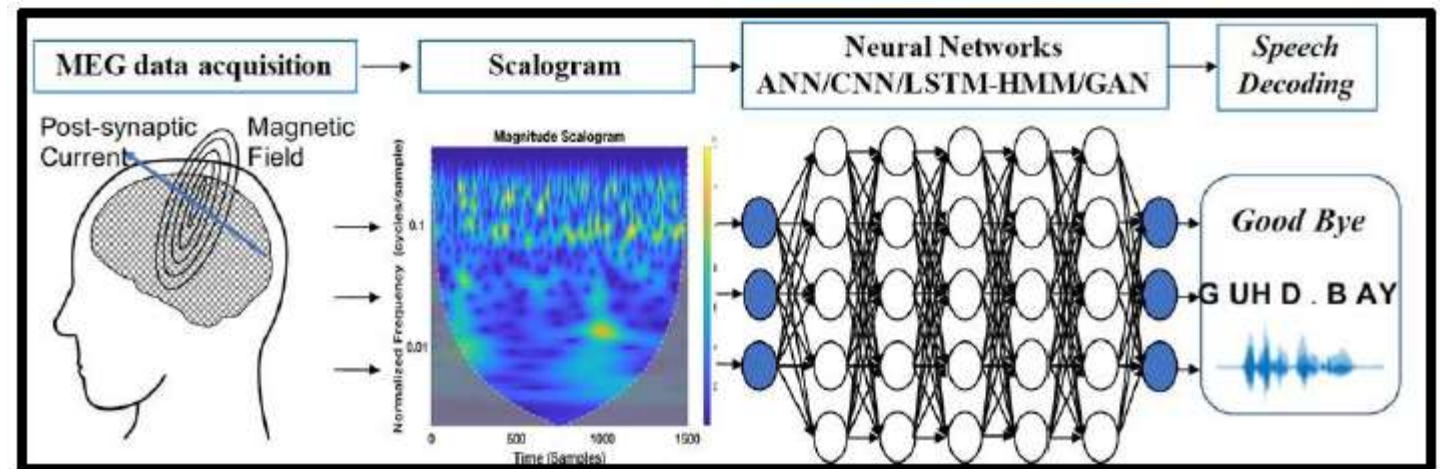 MEG data acquisition
Scalogram
Neural Networks
ANN/CNN/LSTM-HMM/GAN
Speech
Decoding
Post-synaptic
Current
Magnetic
Field
Magnitude Scalogram
Normalized Frequency (cycles/sample)
0.1
0.01
0
500
1000
1500
Time (Samples)
Good Bye
G UH D . B AY